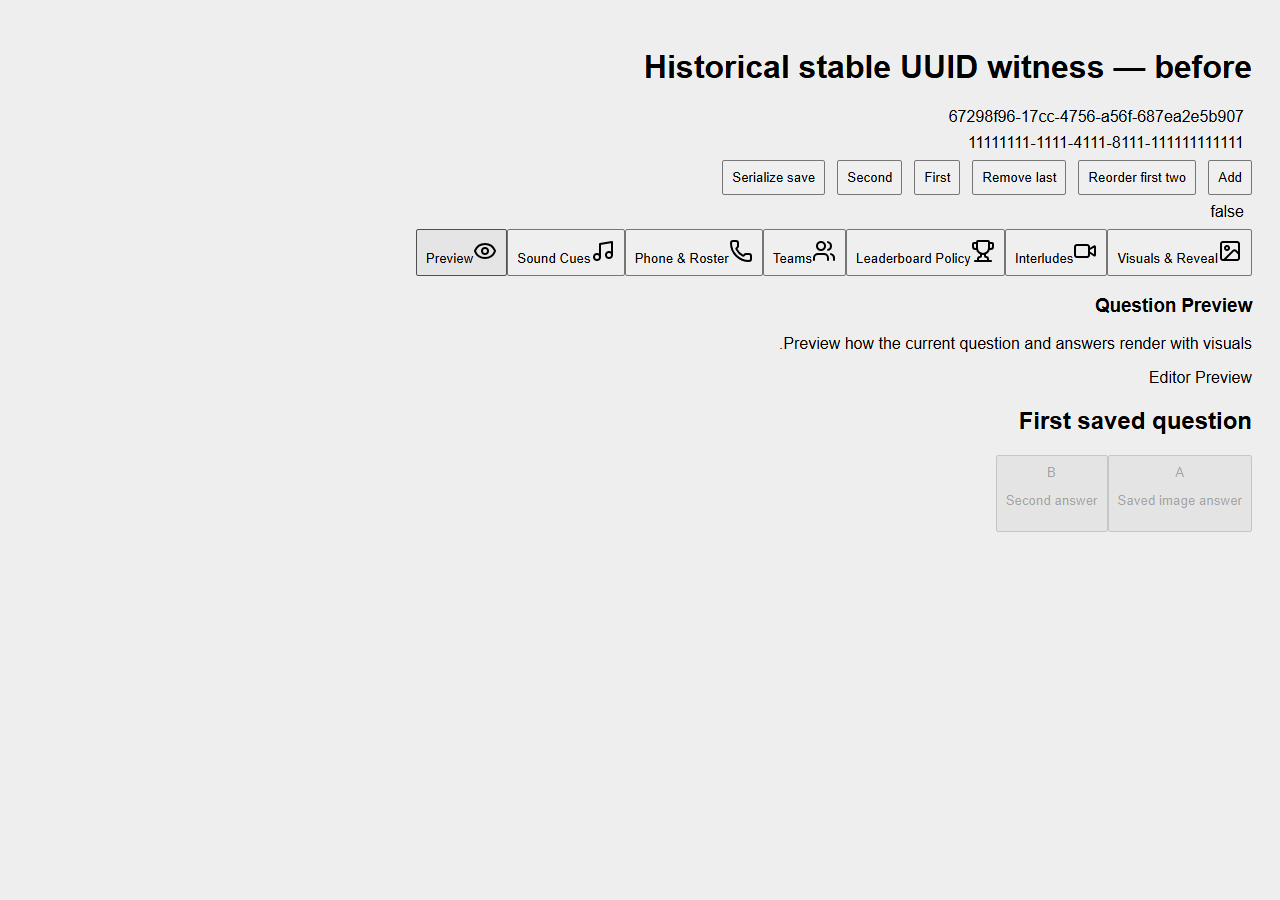 Historical stable UUID witness — before
67298f96-17cc-4756-a56f-687ea2e5b907
11111111-1111-4111-8111-111111111111
Add Reorder first two Remove last First Second Serialize save
false
Visuals & Reveal Interludes Leaderboard Policy Teams Phone & Roster Sound Cues Preview
Question Preview
.Preview how the current question and answers render with visuals
Editor Preview
First saved question
A B
Saved image answer Second answer